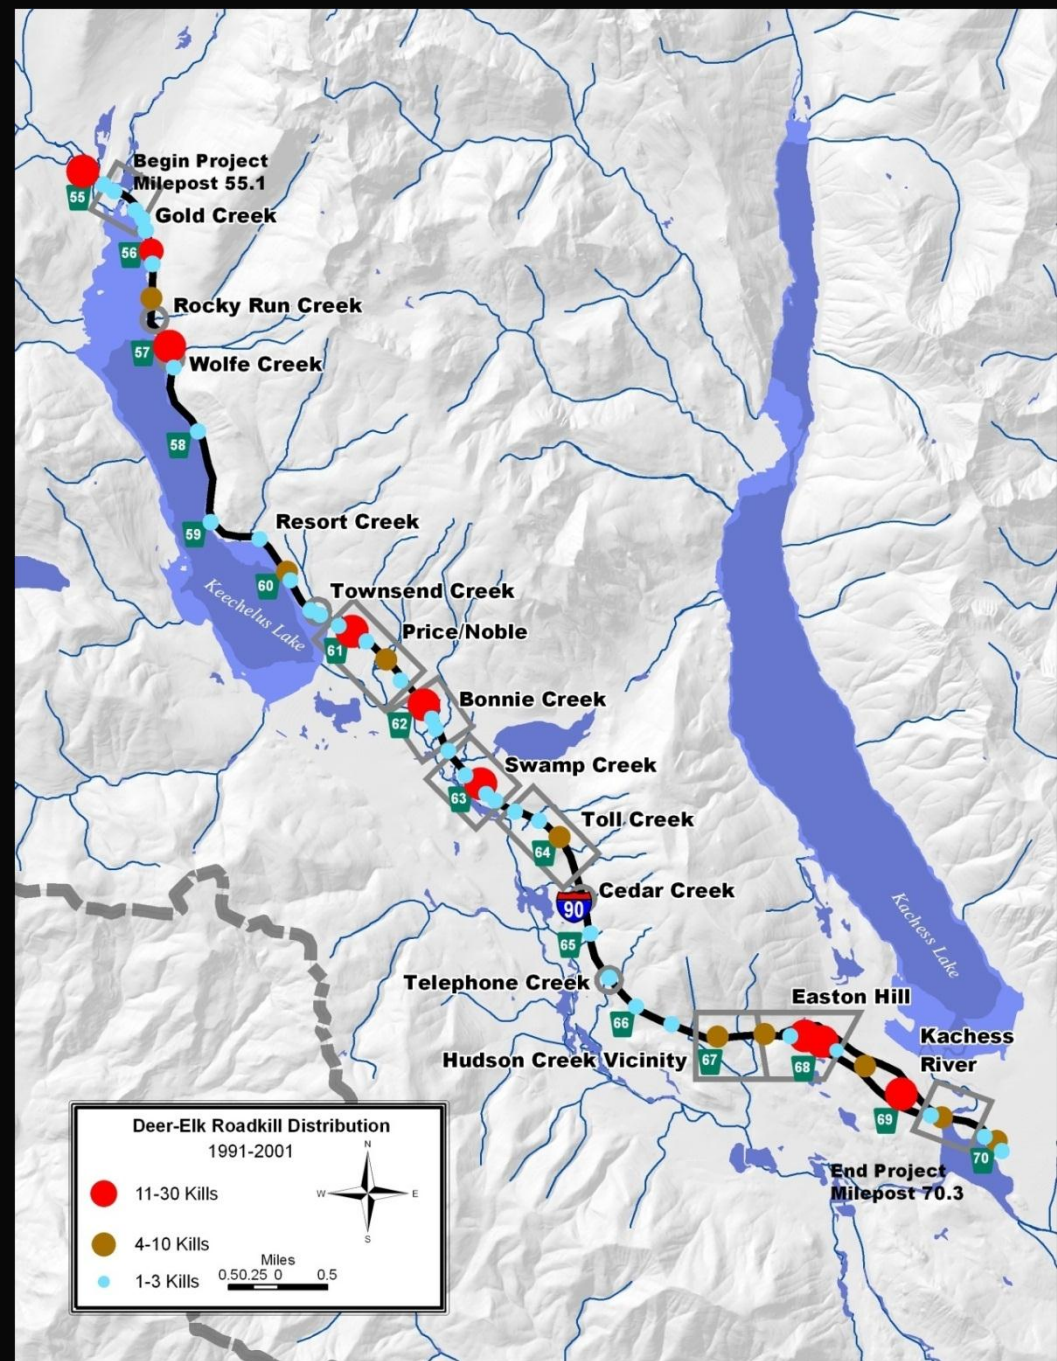 Begin Project
Milepost 55.1
55
Gold Creek
56
Rocky Run Creek
57
Wolfe Creek
58
Resort Creek
59
60
Townsend Creek
Keechelus Lake
Price/Noble
61
Bonnie Creek
62
Swamp Creek
63
Toll Creek
64
Cedar Creek
90
Kachess Lake
65
Telephone Creek
Easton Hill
66
Kachess
River
Hudson Creek Vicinity
67
68
69
70
End Project
Milepost 70.3
Deer-Elk Roadkill Distribution
1991-2001
N
W
E
S
11-30 Kills
4-10 Kills
1-3 Kills
Miles
0.50.25 0 0.5